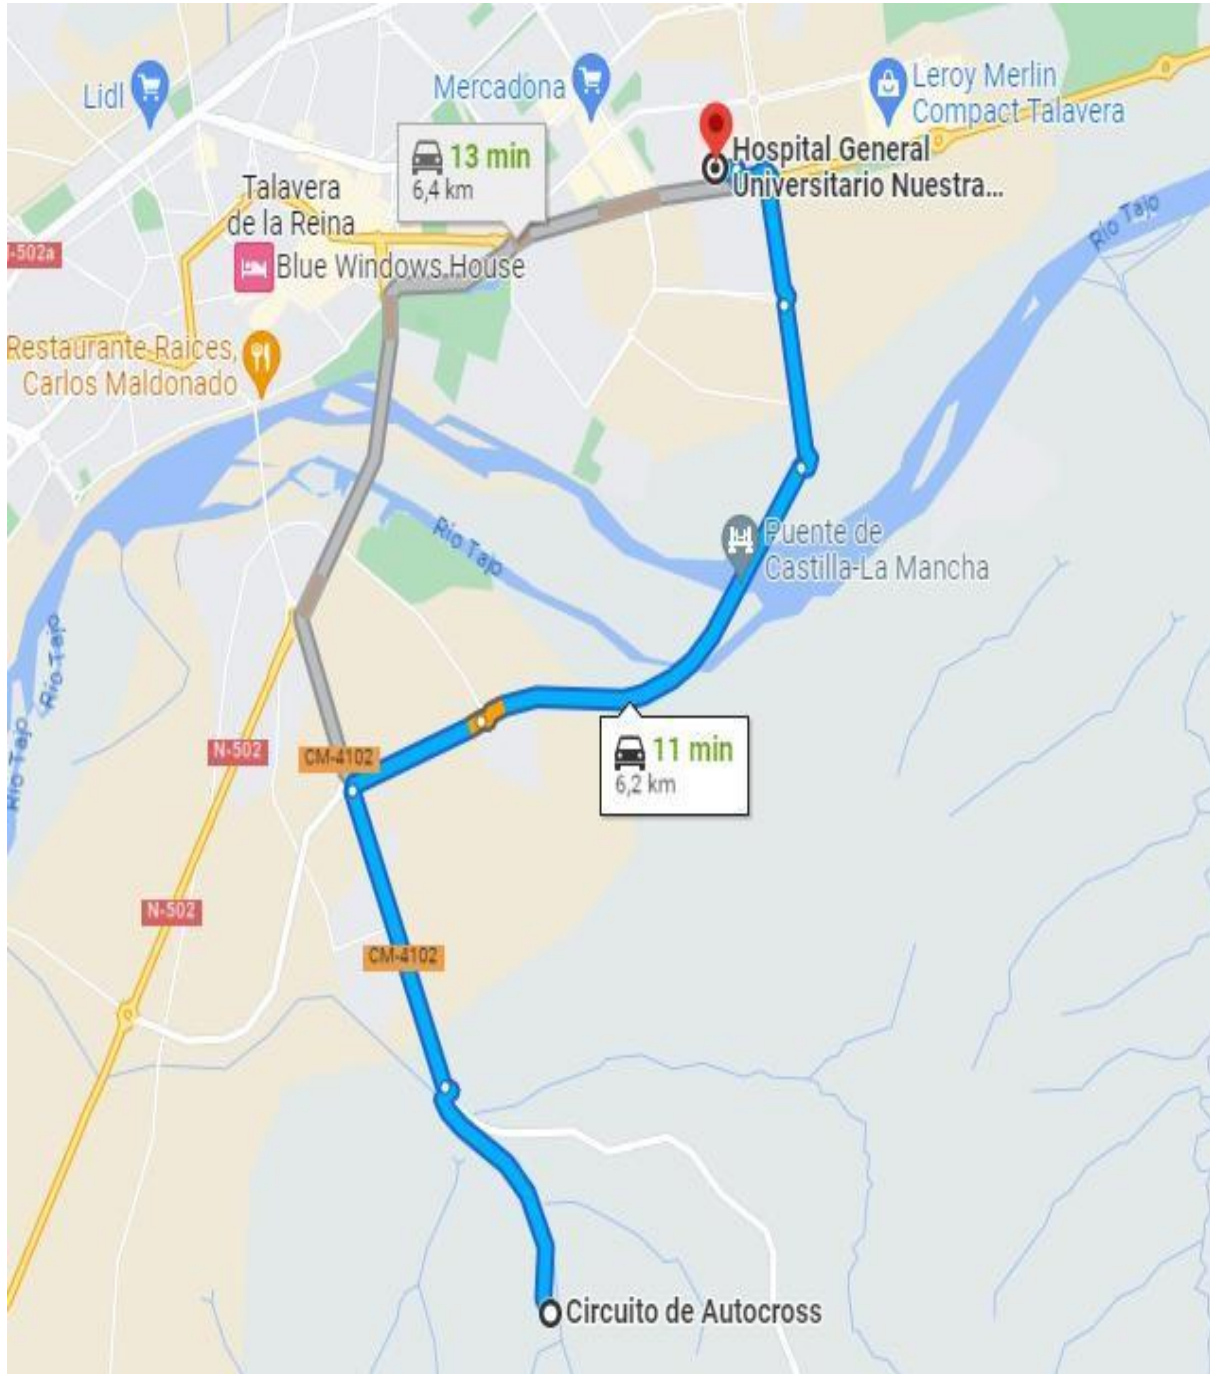 Lidl
Mercadona
Leroy Merlin
Compact Talavera
13 min
6,4 km
Hospital General
Universitario Nuestra...
Talavera
de la Reina
-502a
Blue Windows House
Río Tajo
Restaurante Raices,
Carlos Maldonado
Río Tajo
Puente de
Castilla-La Mancha
Río Tajo
Río Tajo
N-502
CM-4102
11 min
6,2 km
N-502
CM-4102
Circuito de Autocross